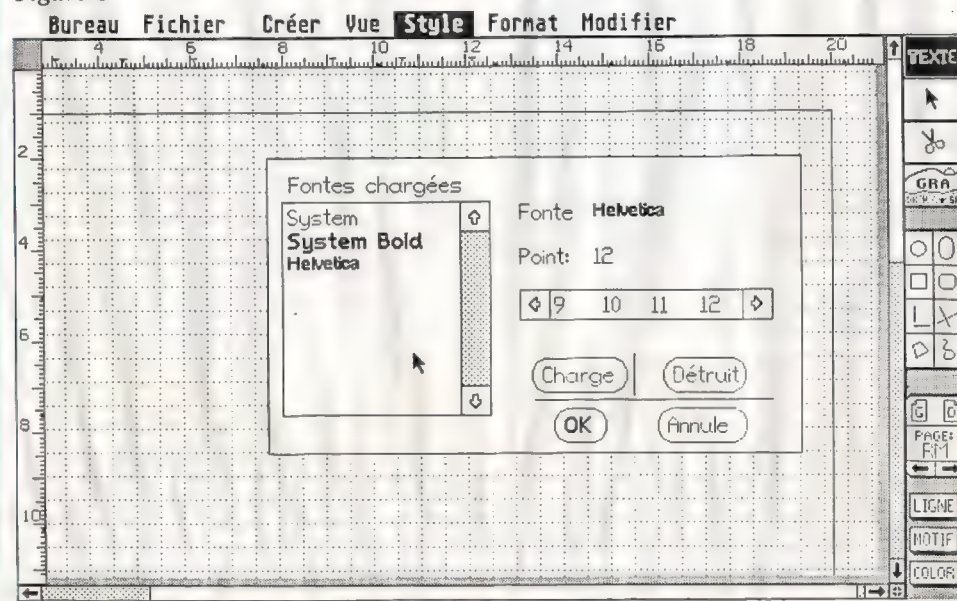 Bureau Fichier Créer Vue Style Format Modifier
4 6 8 10 12 14 16 18 20
TEXTE
2
4
6
8
10
Fontes chargées
System
System Bold
Helvetica
Fonte Helvetica
Point: 12
9 10 11 12
Charge Détruit
OK Annule
GRA
G D
PAGE:
RM
LIGNE
MOTIF
COLOR